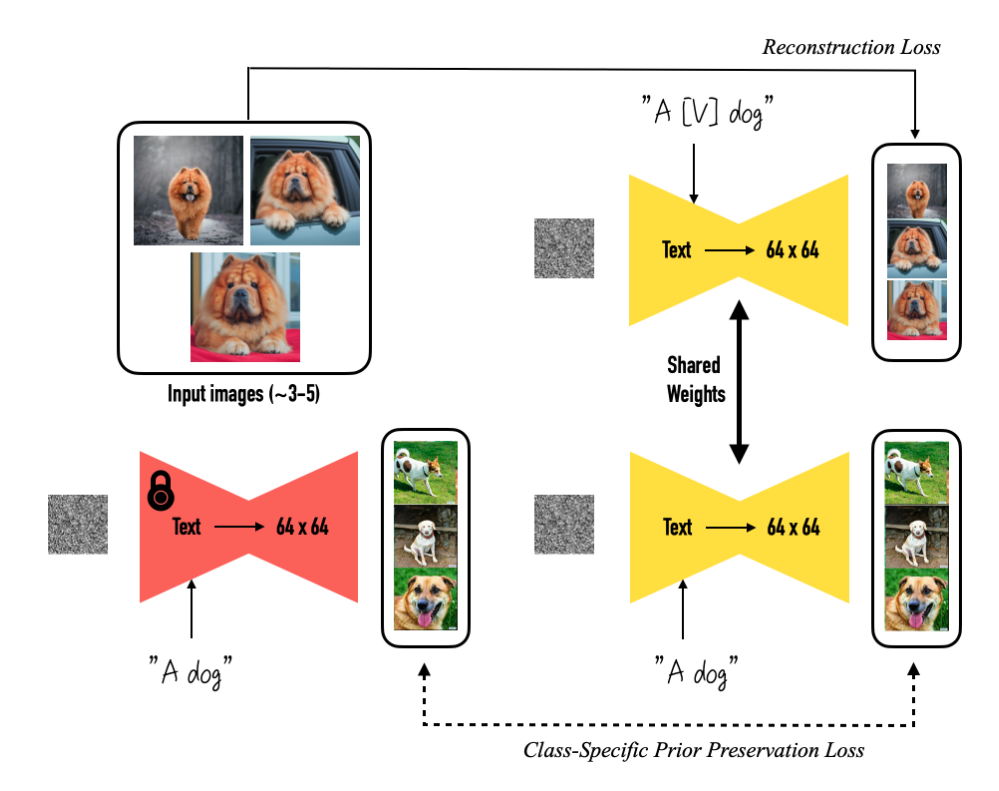 Reconstruction Loss
"A [V] dog"
Text
64 x 64
Input images (~3-5)
Shared
Weights
Text
64 x 64
"A dog"
Text
64 x 64
"A dog"
Class-Specific Prior Preservation Loss